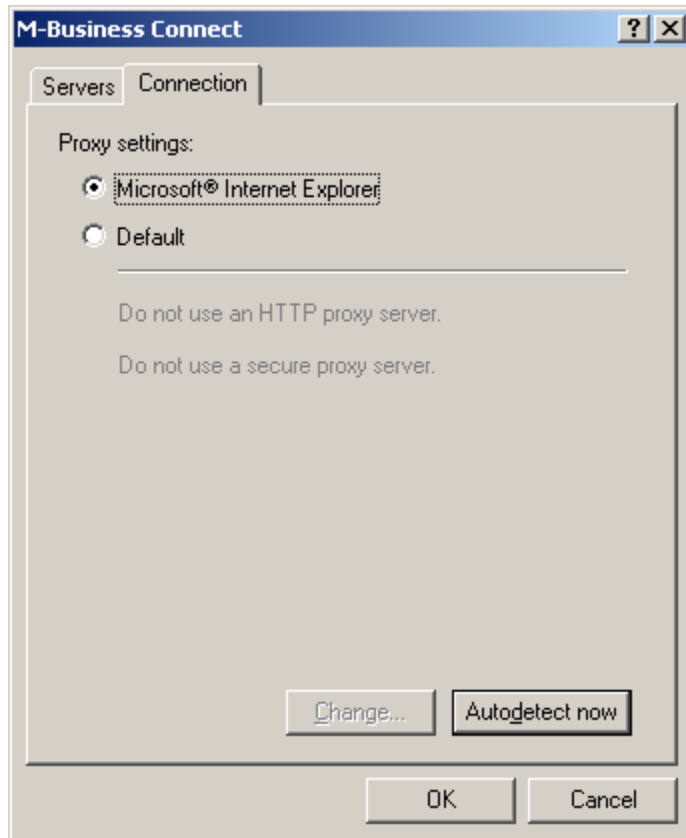 M-Business Connect
Servers Connection
Proxy settings:
Microsoft® Internet Explorer
Default
Do not use an HTTP proxy server.
Do not use a secure proxy server.
Change... Autodetect now
OK Cancel